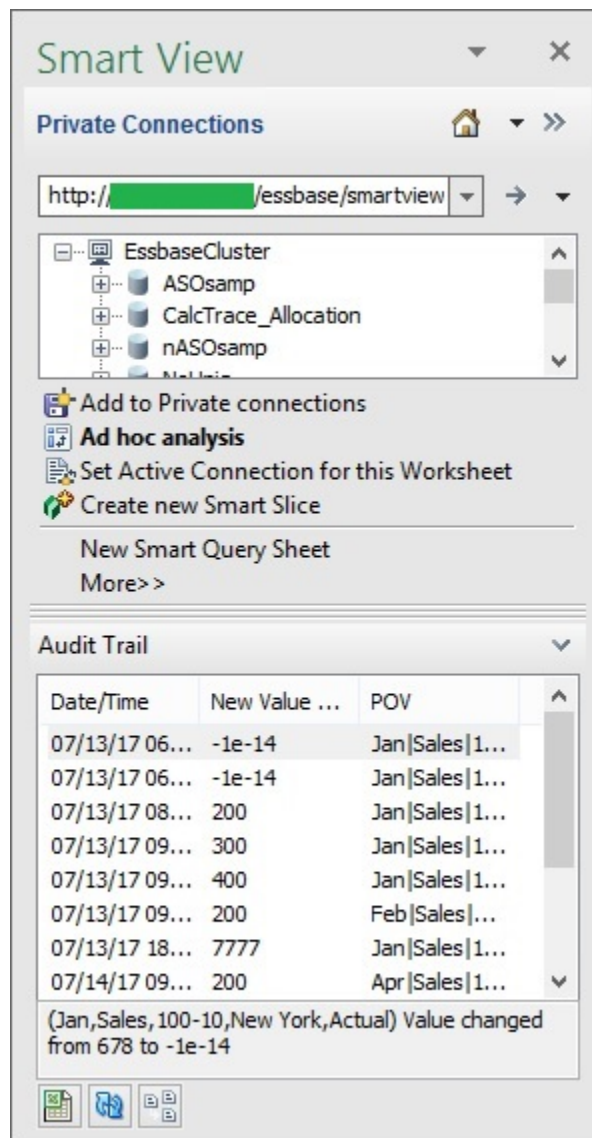 Smart View
Private Connections
http:// /essbase/smartview
EssbaseCluster
ASOsamp
CalcTrace_Allocation
nASOsamp
Add to Private connections
Ad hoc analysis
Set Active Connection for this Worksheet
Create new Smart Slice
New Smart Query Sheet
More>>
Audit Trail
Date/Time New Value ... POV
07/13/17 06... -1e-14 Jan|Sales|1...
07/13/17 06... -1e-14 Jan|Sales|1...
07/13/17 08... 200 Jan|Sales|1...
07/13/17 09... 300 Jan|Sales|1...
07/13/17 09... 400 Jan|Sales|1...
07/13/17 09... 200 Feb|Sales|...
07/13/17 18... 7777 Jan|Sales|1...
07/14/17 09... 200 Apr|Sales|1...
(Jan,Sales,100-10,New York,Actual) Value changed
from 678 to -1e-14